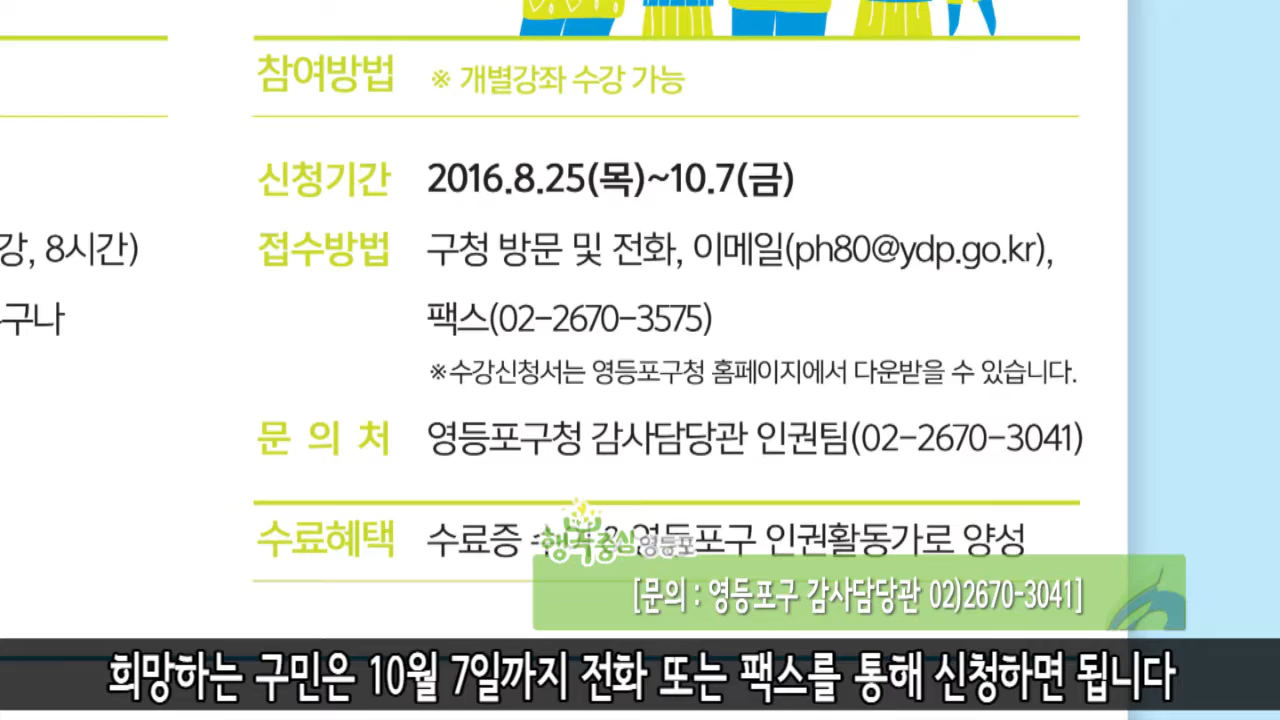 참여방법 ※ 개별강좌 수강 가능
신청기간 2016.8.25(목)~10.7(금)
강, 8시간)
접수방법 구청 방문 및 전화, 이메일(ph80@ydp.go.kr),
구나
팩스(02-2670-3575)
※수강신청서는 영등포구청 홈페이지에서 다운받을 수 있습니다.
문 의 처 영등포구청 감사담당관 인권팀(02-2670-3041)
수료혜택 수료증 & 영등포구 인권활동가로 양성
행복중심 영등포
[문의 : 영등포구 감사담당관 02)2670-3041]
희망하는 구민은 10월 7일까지 전화 또는 팩스를 통해 신청하면 됩니다